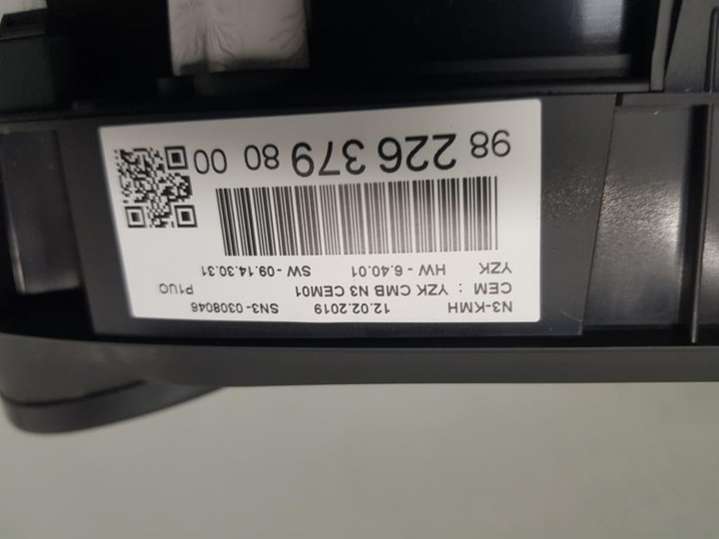 N3-KMH 12.02.2019 SN3- 0308046
CEM : YZK CMB N3 CEM01 P1UG
YZK HW - 6.40.01 SW -09.14.30.31
98 226 379 80 00